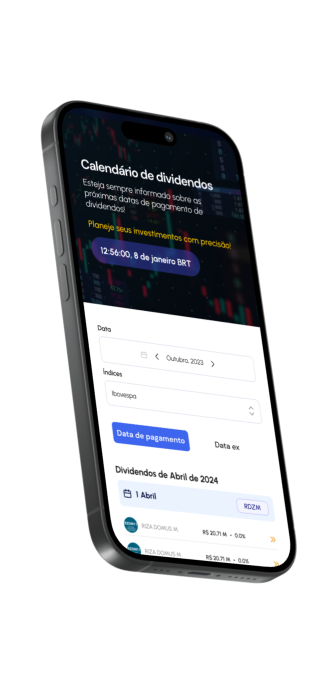 Calendário de dividendos
Esteja sempre informado sobre as
próximas datas de pagamento de
dividendos!
Planeje seus investimentos com precisão!
12:56:00, 8 de janeiro BRT
Data
Outubro, 2023
Índices
Ibovespa
Data de pagamento
Data ex
Dividendos de Abril de 2024
1 Abril
RDZM
RIZA DOMUS M.
R$ 20,71 M • 0.0%
RIZA DOMUS M.
R$ 20,71 M • 0.0%